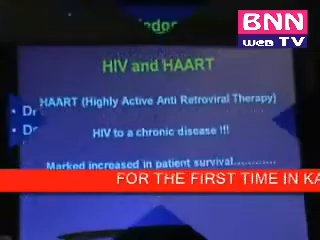 BNN
web TV
HIV and HAART
HAART (Highly Active Anti Retroviral Therapy)
HIV to a chronic disease !!!
Marked increased in patient survival............
FOR THE FIRST TIME IN KA